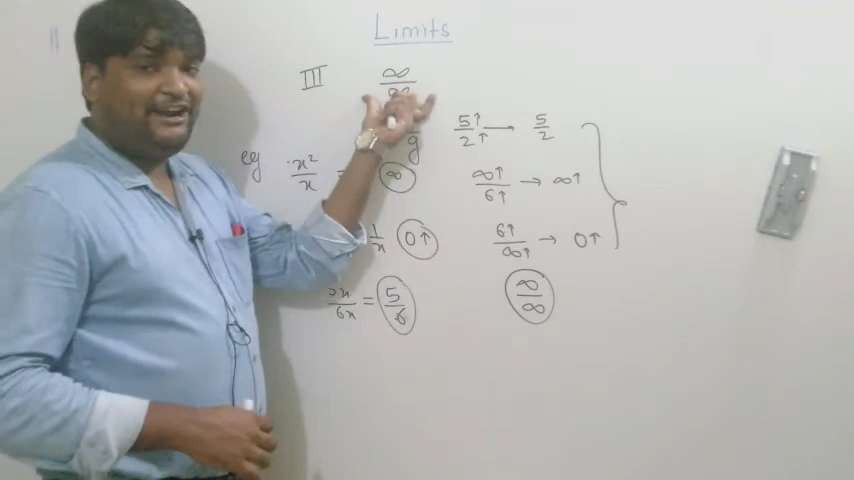 Limits
III ∞/∞
g
5↑/2↑ → 5/2
eg x²/x = ∞
∞↑/6↑ → ∞↑
1/x 0↑
6↑/∞↑ → 0↑
5x/6x = 5/6
∞/∞